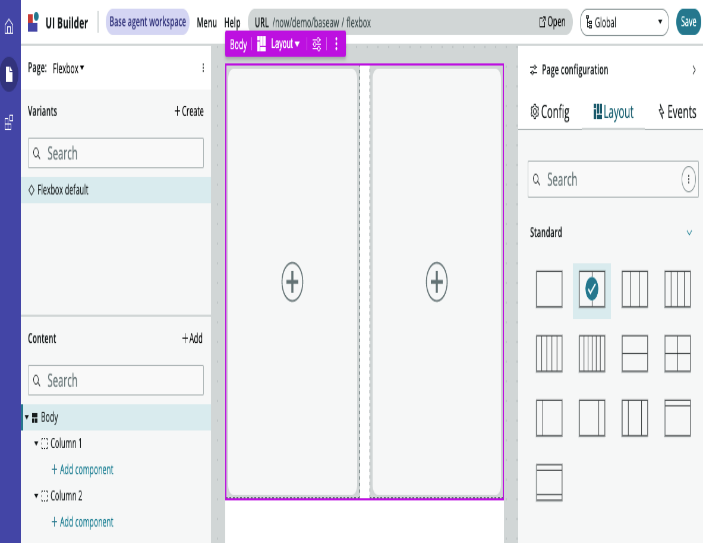 UI Builder Base agent workspace Menu Help URL /now/demo/baseaw / flexbox Open Global Save
Body Layout
Page: Flexbox
Variants + Create
Search
Flexbox default
Content + Add
Search
Body
Column 1
+ Add component
Column 2
+ Add component
Page configuration
Config Layout Events
Search
Standard